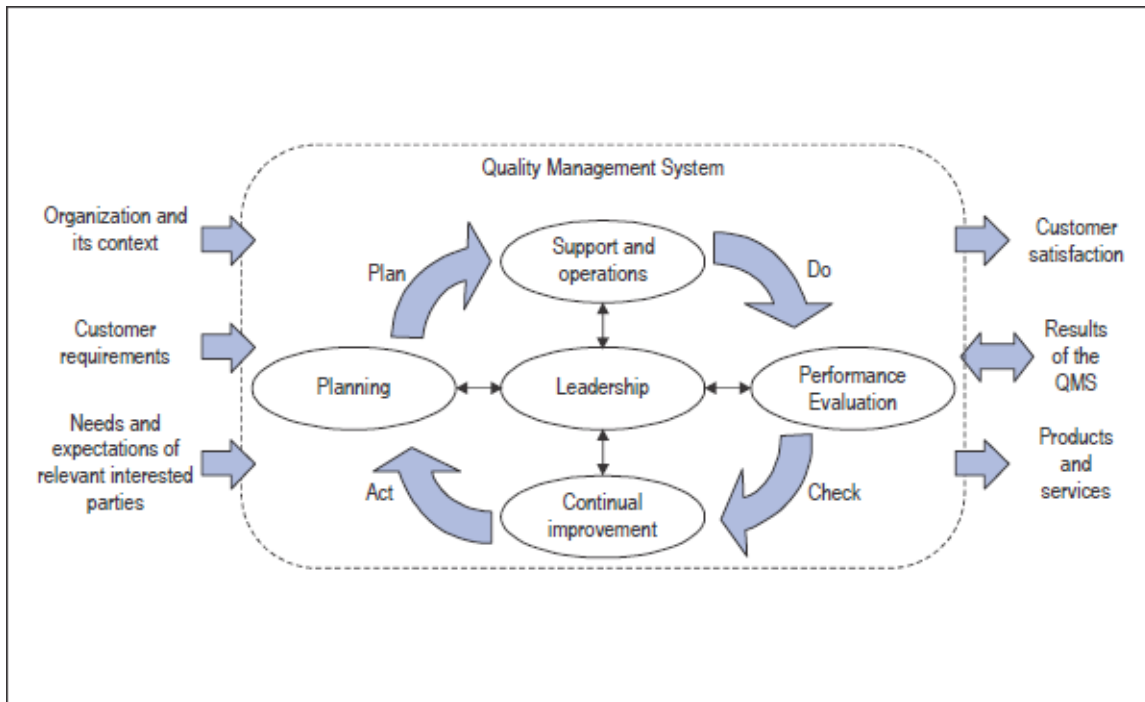 Quality Management System
Organization and
its context
Customer
requirements
Needs and
expectations of
relevant interested
parties
Plan
Support and
operations
Do
Planning
Leadership
Performance
Evaluation
Act
Continual
improvement
Check
Customer
satisfaction
Results
of the
QMS
Products
and
services